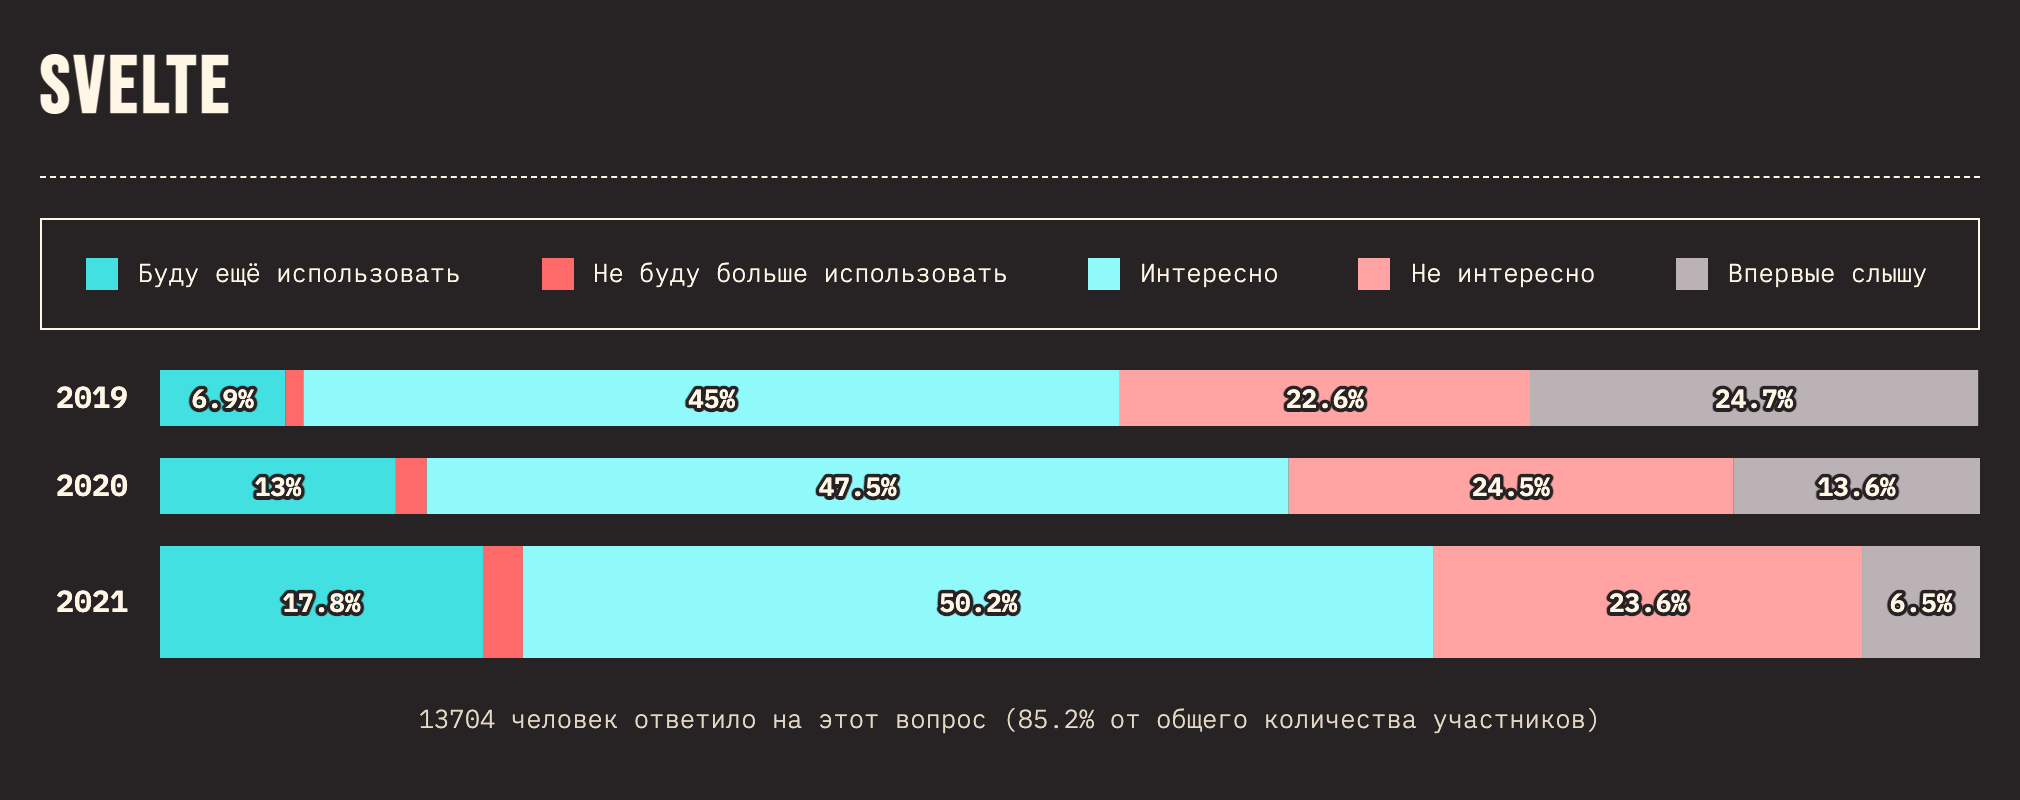 SVELTE
Буду ещё использовать Не буду больше использовать Интересно Не интересно Впервые слышу
2019 6.9% 45% 22.6% 24.7%
2020 13% 47.5% 24.5% 13.6%
2021 17.8% 50.2% 23.6% 6.5%
13704 человек ответило на этот вопрос (85.2% от общего количества участников)